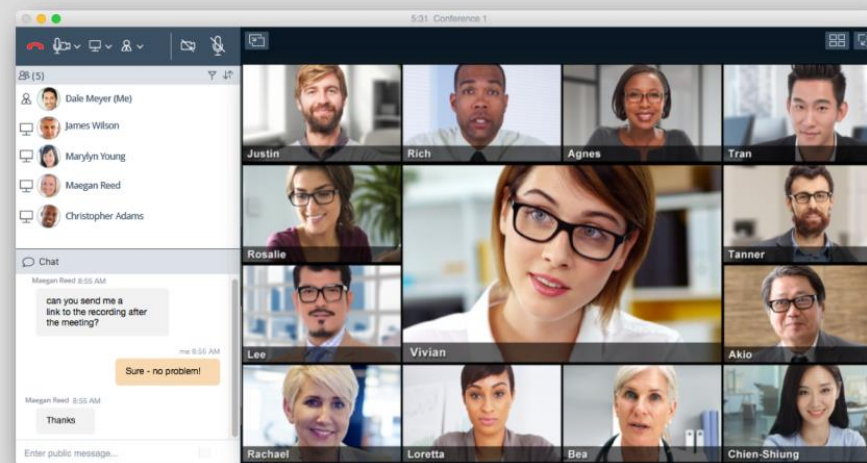 5:31 Conference 1
(5)
Dale Meyer (Me)
James Wilson
Marylyn Young
Maegan Reed
Christopher Adams
Chat
Maegan Reed 8:55 AM
can you send me a
link to the recording after
the meeting?
me 8:55 AM
Sure - no problem!
Maegan Reed 8:55 AM
Thanks
Enter public message...
Justin
Rich
Agnes
Tran
Rosalie
Tanner
Lee
Vivian
Akio
Rachael
Loretta
Bea
Chien-Shiung